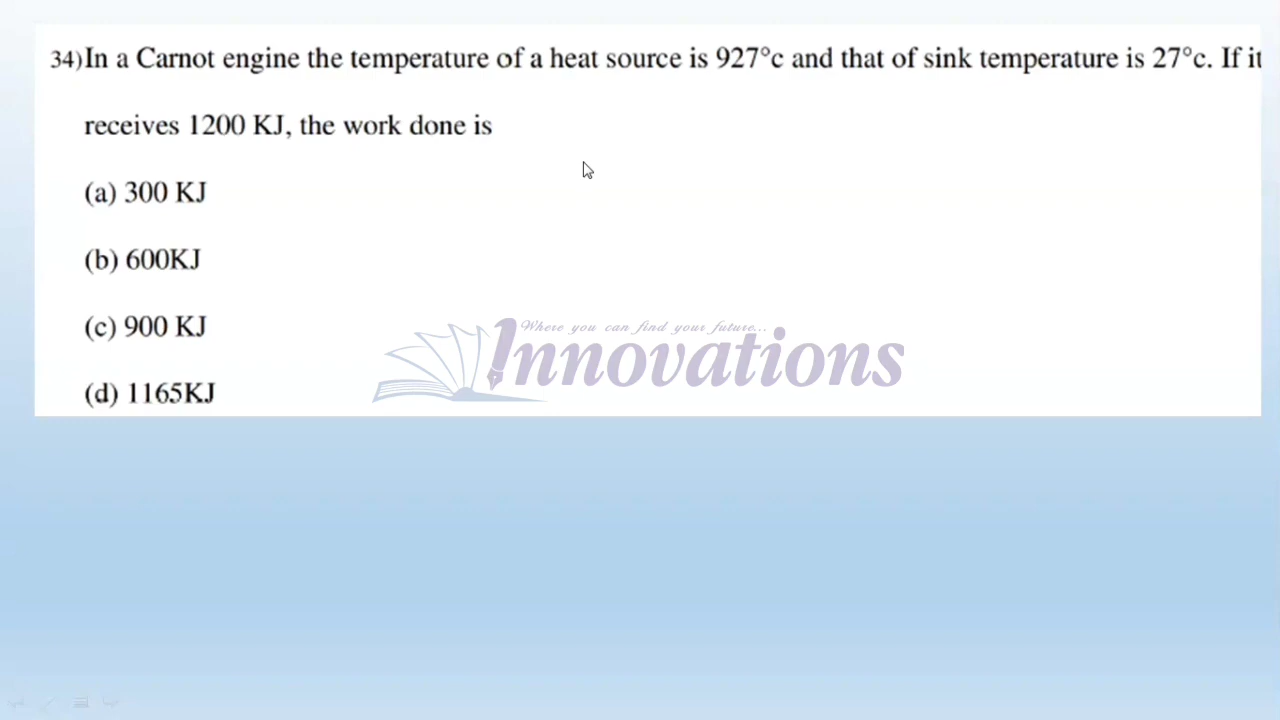 34)In a Carnot engine the temperature of a heat source is 927°c and that of sink temperature is 27°c. If it
receives 1200 KJ, the work done is
(a) 300 KJ
(b) 600KJ
(c) 900 KJ
Where you can find your future...
Innovations
(d) 1165KJ